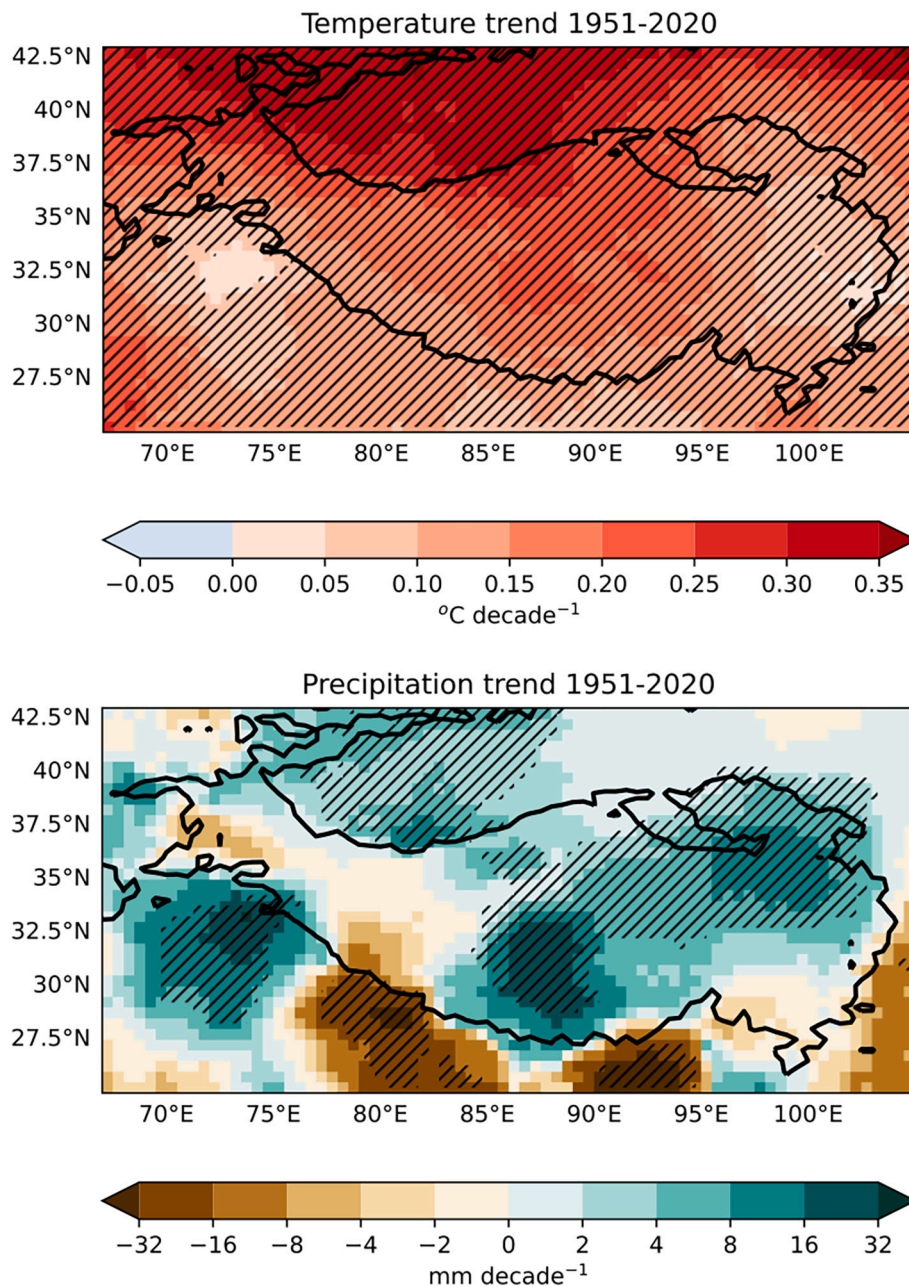 Temperature trend 1951-2020
42.5°N
40°N
37.5°N
35°N
32.5°N
30°N
27.5°N
70°E 75°E 80°E 85°E 90°E 95°E 100°E
−0.05 0.00 0.05 0.10 0.15 0.20 0.25 0.30 0.35
°C decade⁻¹
Precipitation trend 1951-2020
42.5°N
40°N
37.5°N
35°N
32.5°N
30°N
27.5°N
70°E 75°E 80°E 85°E 90°E 95°E 100°E
−32 −16 −8 −4 −2 0 2 4 8 16 32
mm decade⁻¹